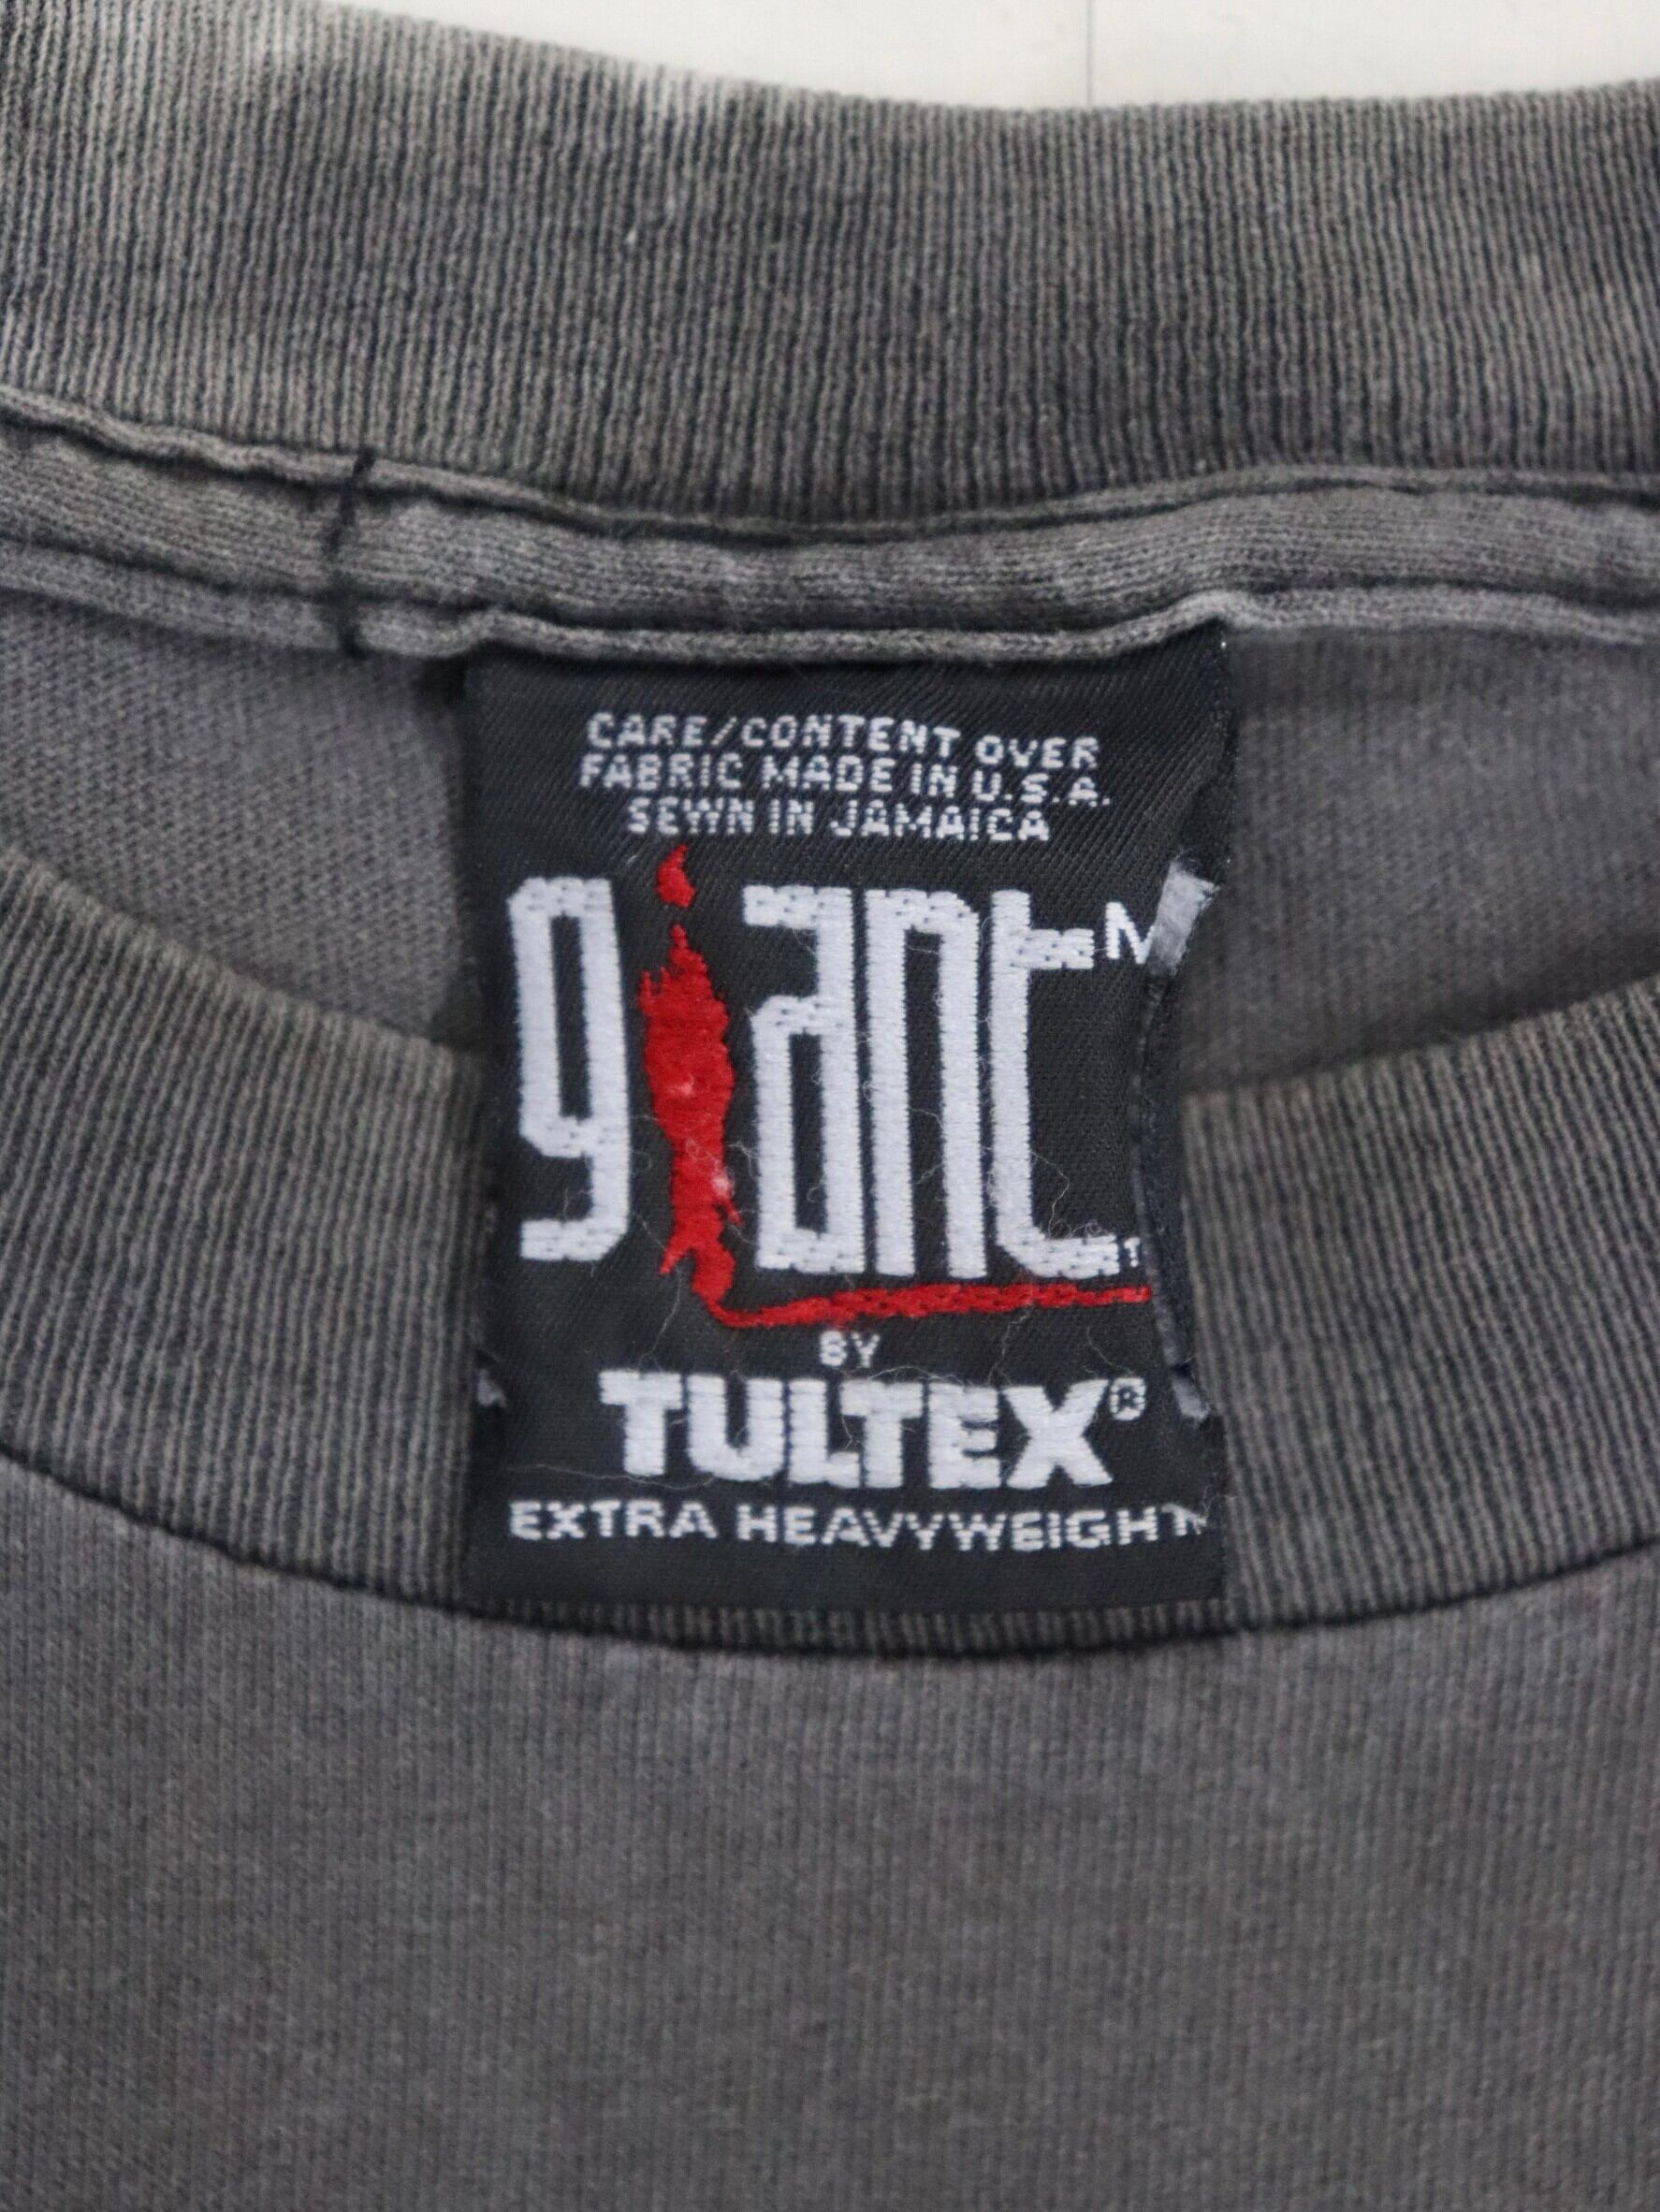 CARE/CONTENT OVER
FABRIC MADE IN U.S.A.
SEWN IN JAMAICA
giant M
BY
TULTEX®
EXTRA HEAVYWEIGHT